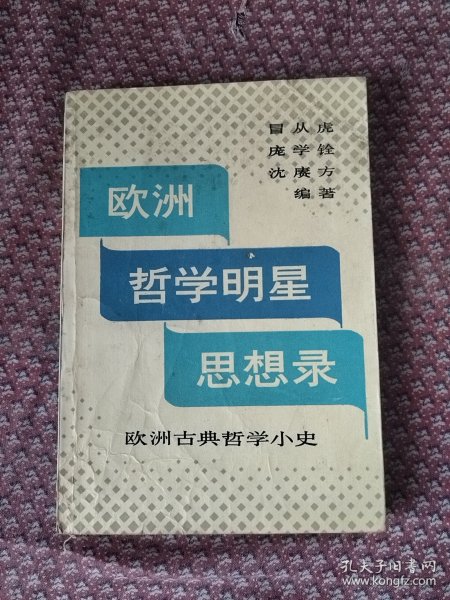 冒从虎
庞学铨
沈赓方
编著
欧洲
哲学明星
思想录
欧洲古典哲学小史
孔夫子旧书网
www.kongfz.com